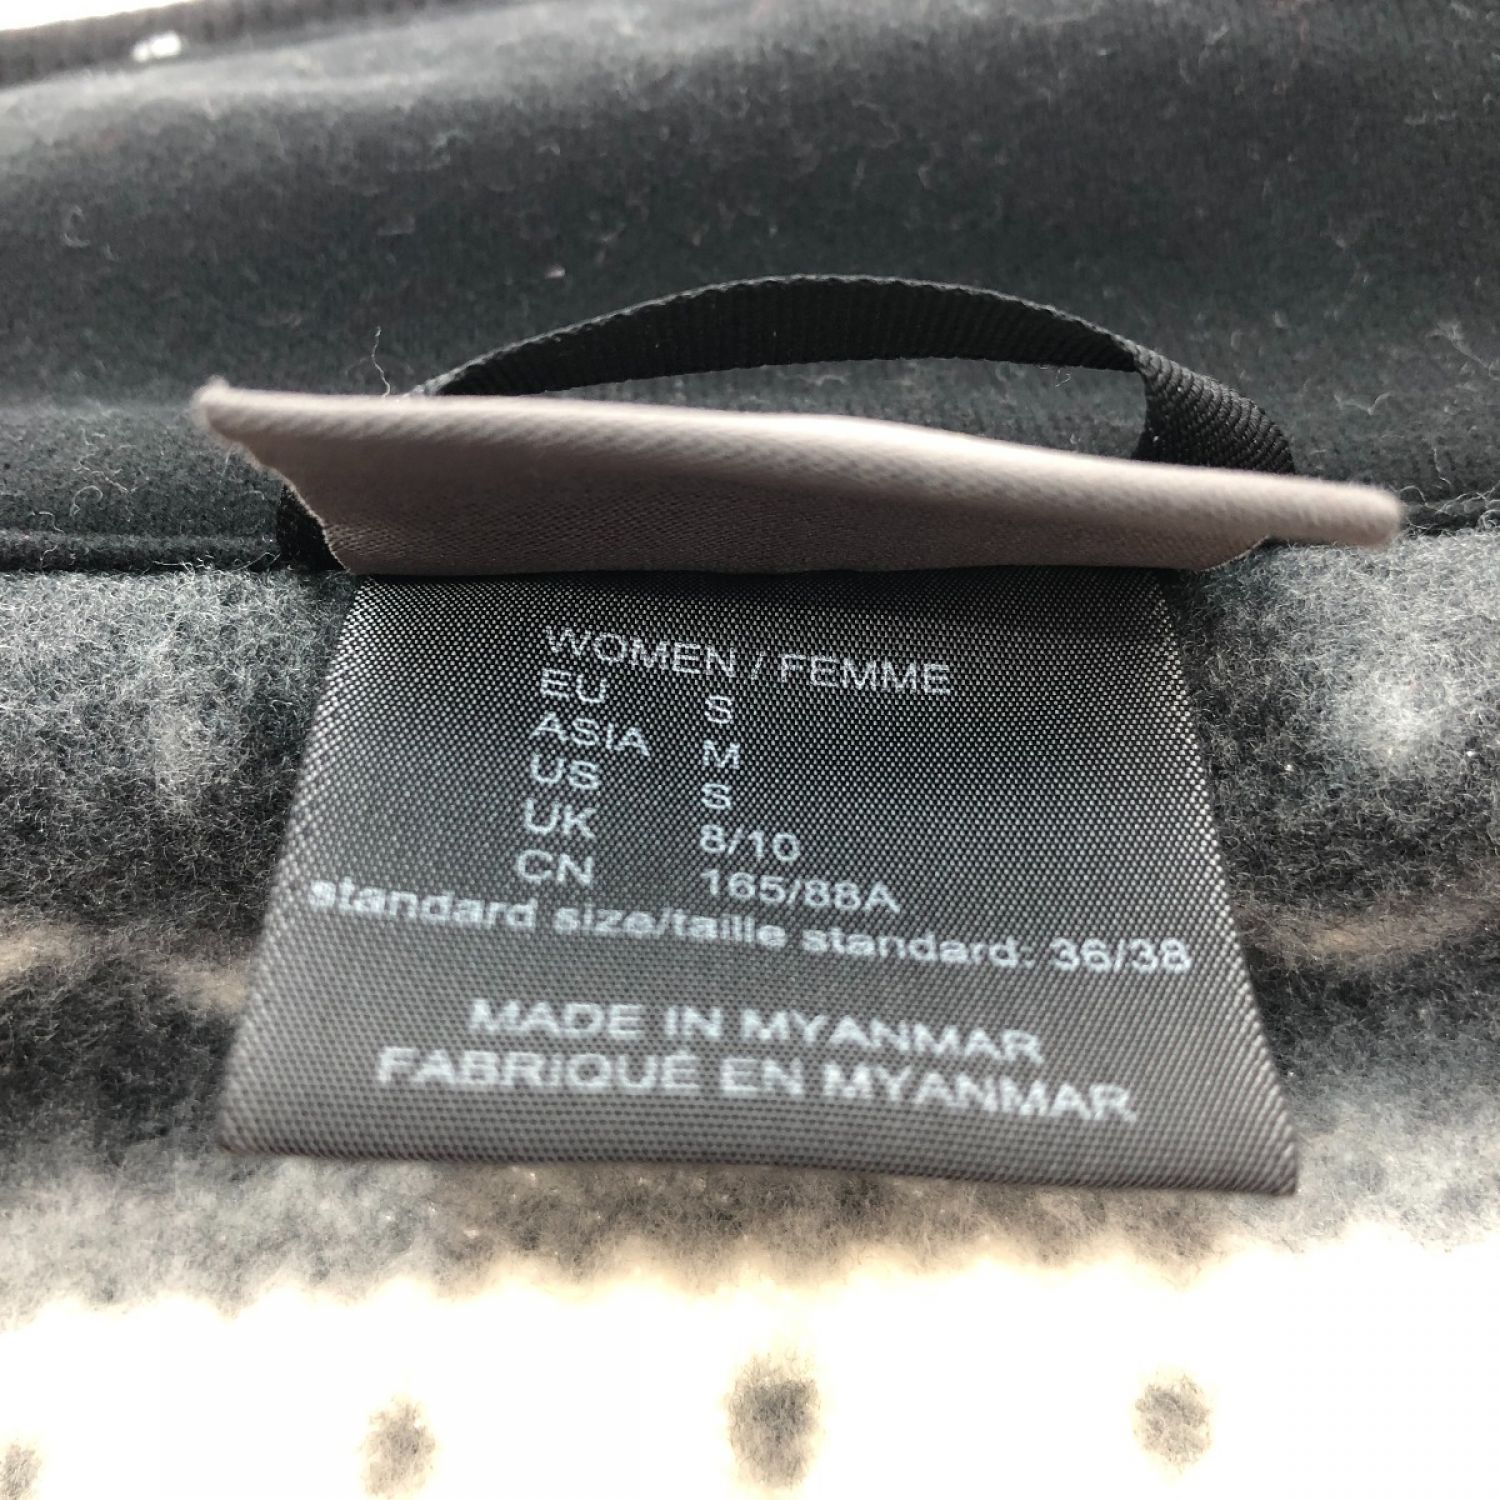 WOMEN / FEMME
EU S
ASIA M
US S
UK 8/10
CN 165/88A
standard size/taille standard: 36/38
MADE IN MYANMAR
FABRIQUÉ EN MYANMAR